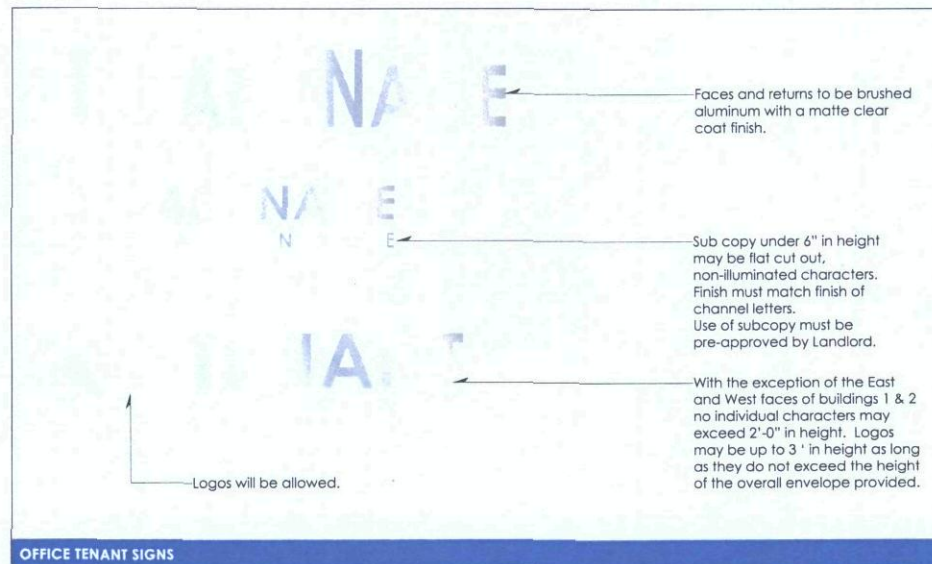 Faces and returns to be brushed
aluminum with a matte clear
coat finish.
Sub copy under 6" in height
may be flat cut out,
non-illuminated characters.
Finish must match finish of
channel letters.
Use of subcopy must be
pre-approved by Landlord.
With the exception of the East
and West faces of buildings 1 & 2
no individual characters may
exceed 2'-0" in height. Logos
may be up to 3 ' in height as long
as they do not exceed the height
of the overall envelope provided.
Logos will be allowed.
OFFICE TENANT SIGNS